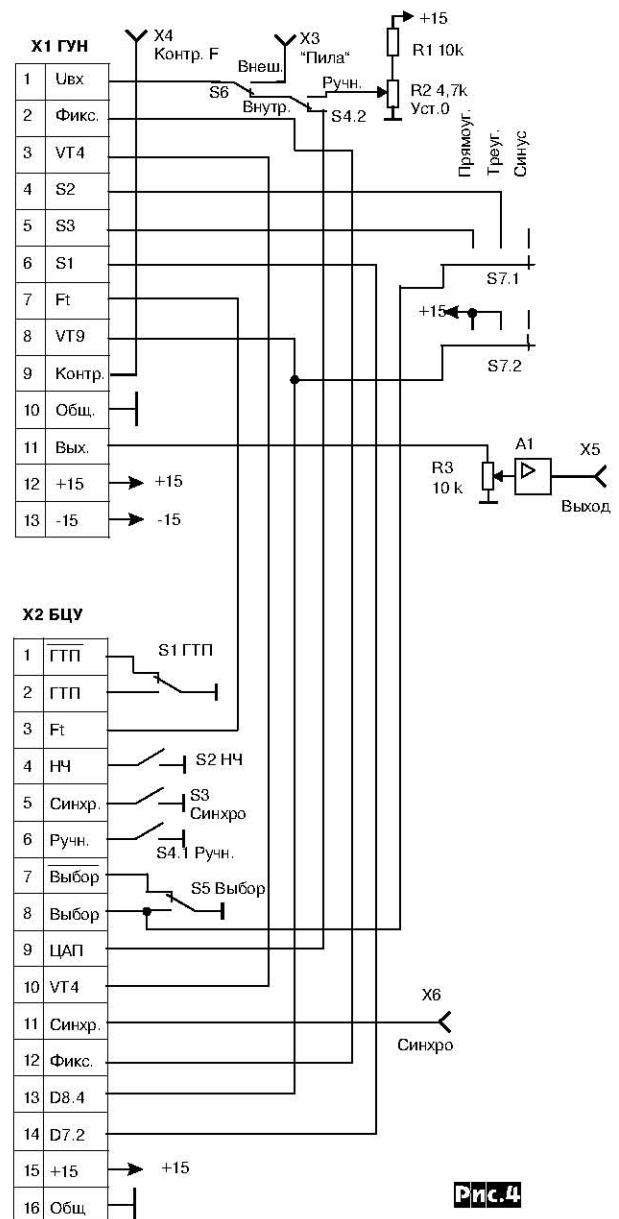 X1 ГУН
1 Uвх
2 Фикс.
3 VT4
4 S2
5 S3
6 S1
7 Ft
8 VT9
9 Контр.
10 Общ.
11 Вых.
12 +15
13 -15
+15
-15
X4
Контр. F
X3
"Пила"
Внеш.
S6
Внутр.
Ручн.
S4.2
+15
R1 10k
R2 4,7k
Уст.0
Прямоуг.
Треуг.
Синус
S7.1
+15
S7.2
R3
10 k
A1
X5
Выход
X2 БЦУ
1 ГТП
2 ГТП
3 Ft
4 НЧ
5 Синхр.
6 Ручн.
7 Выбор
8 Выбор
9 ЦАП
10 VT4
11 Синхр.
12 Фикс.
13 D8.4
14 D7.2
15 +15
16 Общ
S1 ГТП
S2 НЧ
S3
Синхро
S4.1 Ручн.
S5 Выбор
X6
Синхро
+15
Рис.4